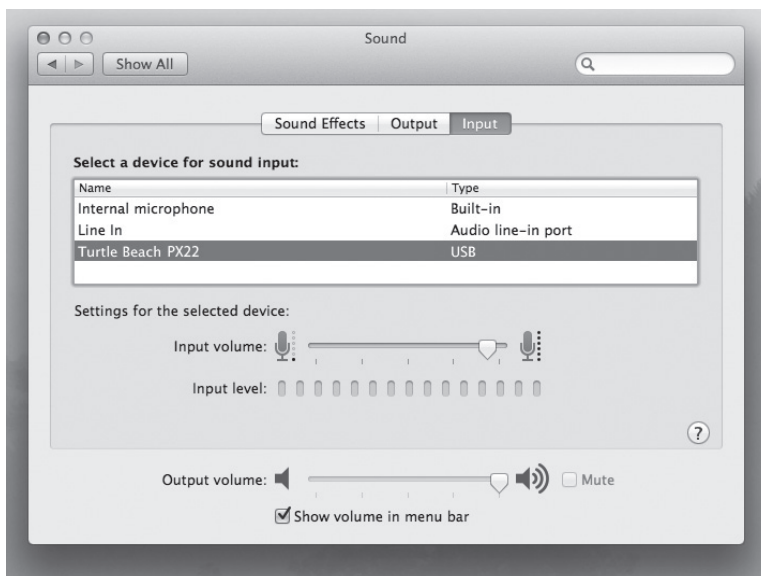 Sound
Show All
Sound Effects Output Input
Select a device for sound input:
Name Type
Internal microphone Built-in
Line In Audio line-in port
Turtle Beach PX22 USB
Settings for the selected device:
Input volume:
Input level:
?
Output volume: Mute
Show volume in menu bar